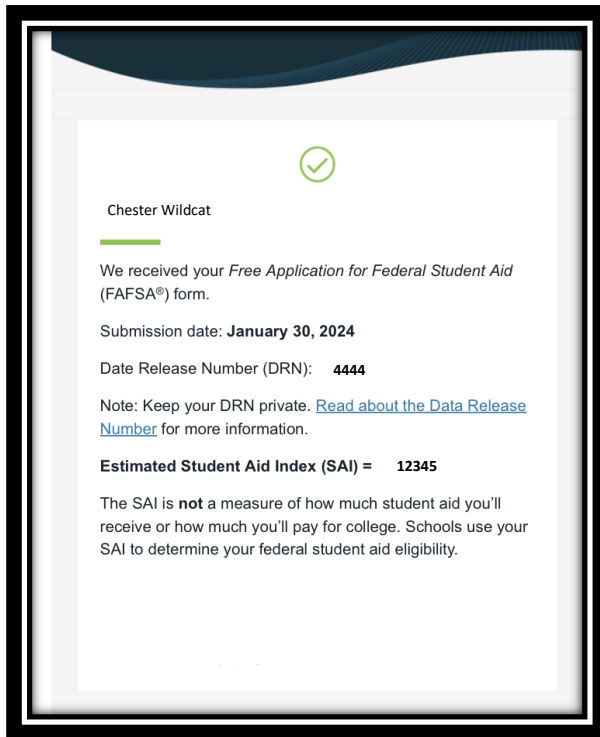 Chester Wildcat
We received your Free Application for Federal Student Aid
(FAFSA®) form.
Submission date: January 30, 2024
Date Release Number (DRN): 4444
Note: Keep your DRN private. Read about the Data Release
Number for more information.
Estimated Student Aid Index (SAI) = 12345
The SAI is not a measure of how much student aid you’ll
receive or how much you’ll pay for college. Schools use your
SAI to determine your federal student aid eligibility.